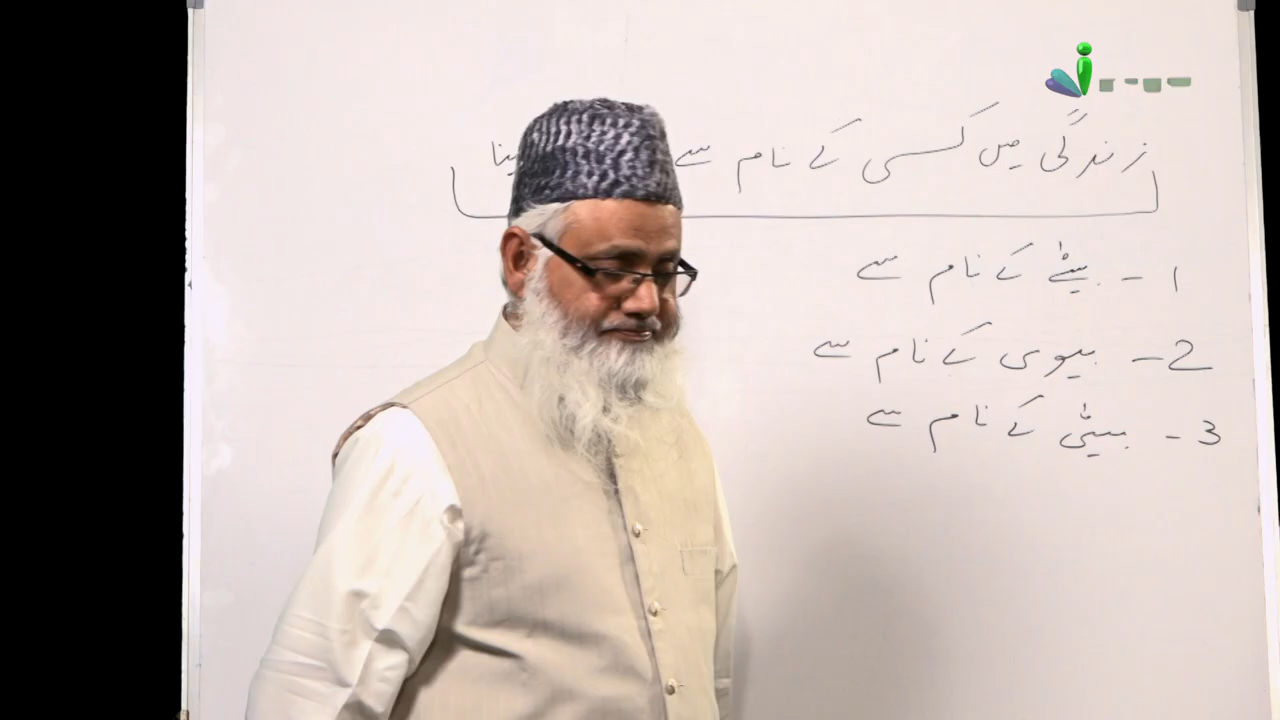 زندگی میں کسی کے نام سے
1 - بیٹے کے نام سے
2 - بیوی کے نام سے
3 - بیٹی کے نام سے